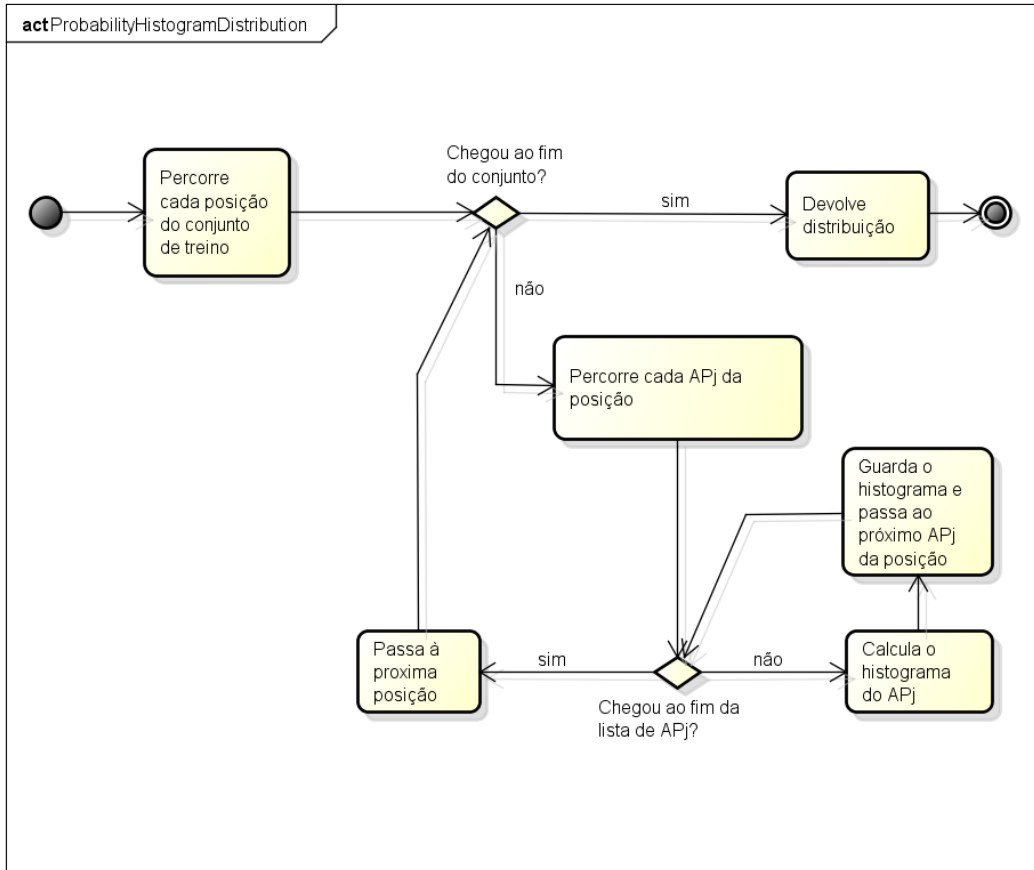 act ProbabilityHistogramDistribution
Percorre
cada posição
do conjunto
de treino
Chegou ao fim
do conjunto?
sim
Devolve
distribuição
não
Percorre cada APj da
posição
Guarda o
histograma e
passa ao
próximo APj
da posição
Passa à
proxima
posição
sim
não
Calcula o
histograma
do APj
Chegou ao fim da
lista de APj?